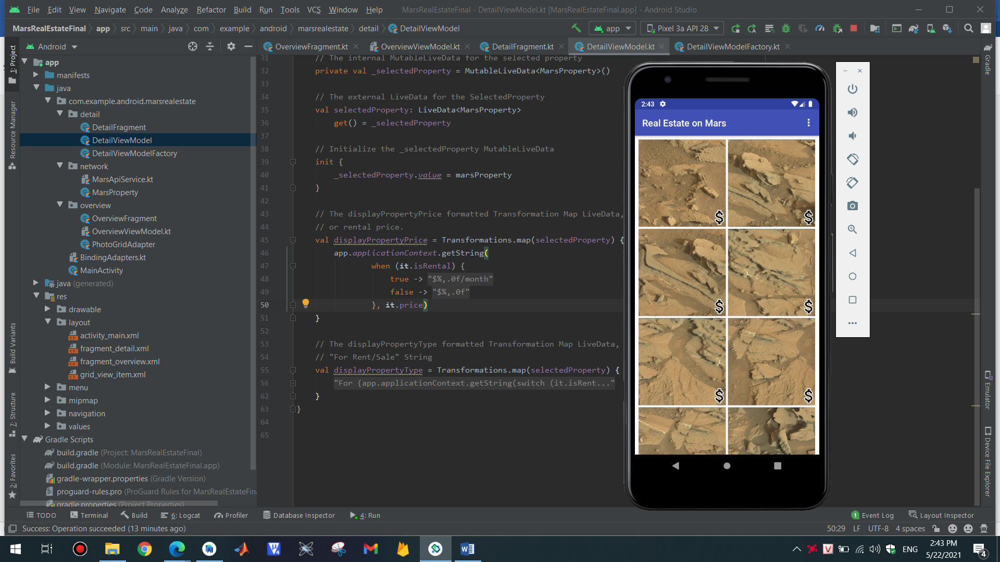 File Edit View Navigate Code Analyze Refactor Build Run Tools VCS Window Help MarsRealEstateFinal - DetailViewModel.kt [MarsRealEstateFinal.app] - Android Studio
MarsRealEstateFinal app src main java com example android marsrealestate detail DetailViewModel app Pixel 3a API 28
Android
OverviewFragment.kt OverviewViewModel.kt DetailFragment.kt DetailViewModel.kt DetailViewModelFactory.kt
1: Project
Resource Manager
Build Variants
7: Structure
2: Favorites
app
manifests
java
com.example.android.marsrealestate
detail
DetailFragment
DetailViewModel
DetailViewModelFactory
network
MarsApiService.kt
MarsProperty
overview
OverviewFragment
OverviewViewModel.kt
PhotoGridAdapter
BindingAdapters.kt
MainActivity
java (generated)
res
drawable
layout
activity_main.xml
fragment_detail.xml
fragment_overview.xml
grid_view_item.xml
menu
mipmap
navigation
values
Gradle Scripts
build.gradle (Project: MarsRealEstateFinal)
build.gradle (Module: MarsRealEstateFinal.app)
gradle-wrapper.properties (Gradle Version)
proguard-rules.pro (ProGuard Rules for MarsRealEstateFina
gradle.properties (Project Properties)
31 // The internal MutableLiveData for the selected property
32 private val _selectedProperty = MutableLiveData<MarsProperty>()
33
34 // The external LiveData for the SelectedProperty
35 val selectedProperty: LiveData<MarsProperty>
36 get() = _selectedProperty
37
38 // Initialize the _selectedProperty MutableLiveData
39 init {
40 _selectedProperty.value = marsProperty
41 }
42
43 // The displayPropertyPrice formatted Transformation Map LiveData,
44 // or rental price.
45 val displayPropertyPrice = Transformations.map(selectedProperty) {
46 app.applicationContext.getString(
47 when (it.isRental) {
48 true -> "$%,.0f/month"
49 false -> "$%,.0f"
50 }, it.price)
51 }
52
53 // The displayPropertyType formatted Transformation Map LiveData,
54 // "For Rent/Sale" String
55 val displayPropertyType = Transformations.map(selectedProperty) {
56 "For {app.applicationContext.getString(switch (it.isRent..."
62 }
63 }
64
65
2:43
Real Estate on Mars
$ $
$ $
$ $
Gradle
Emulator
Device File Explorer
TODO Terminal Build 6: Logcat Profiler Database Inspector 4: Run 1 Event Log Layout Inspector
Success: Operation succeeded (13 minutes ago) 50:29 LF UTF-8 4 spaces
ENG 2:43 PM
5/22/2021
4